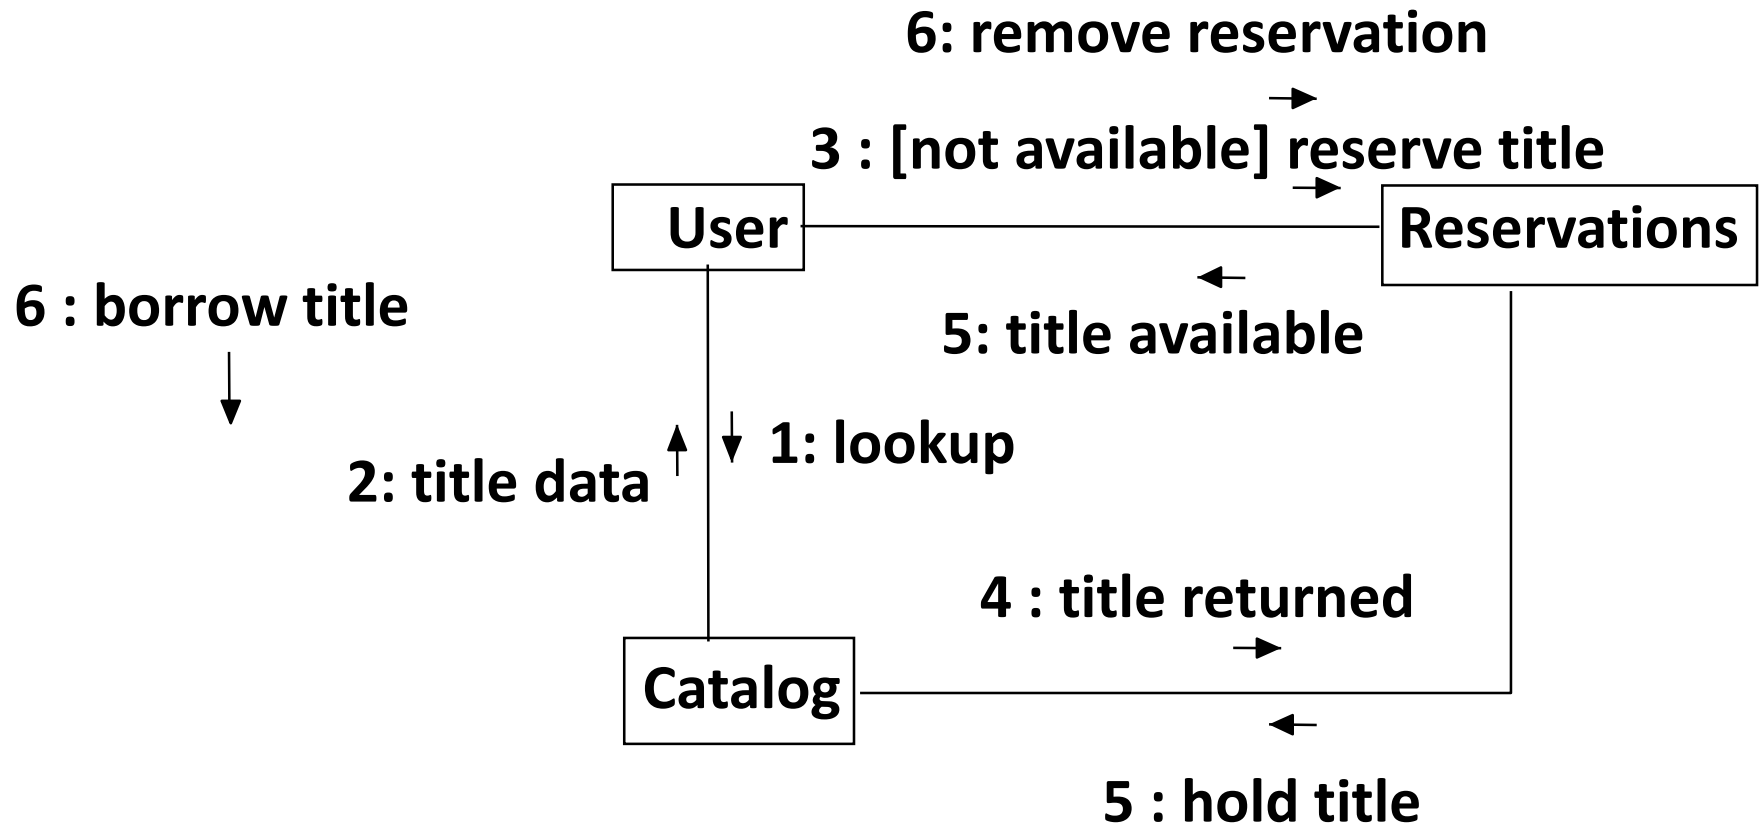 6: remove reservation
3 : [not available] reserve title
User
Reservations
6 : borrow title
5: title available
1: lookup
2: title data
4 : title returned
Catalog
5 : hold title